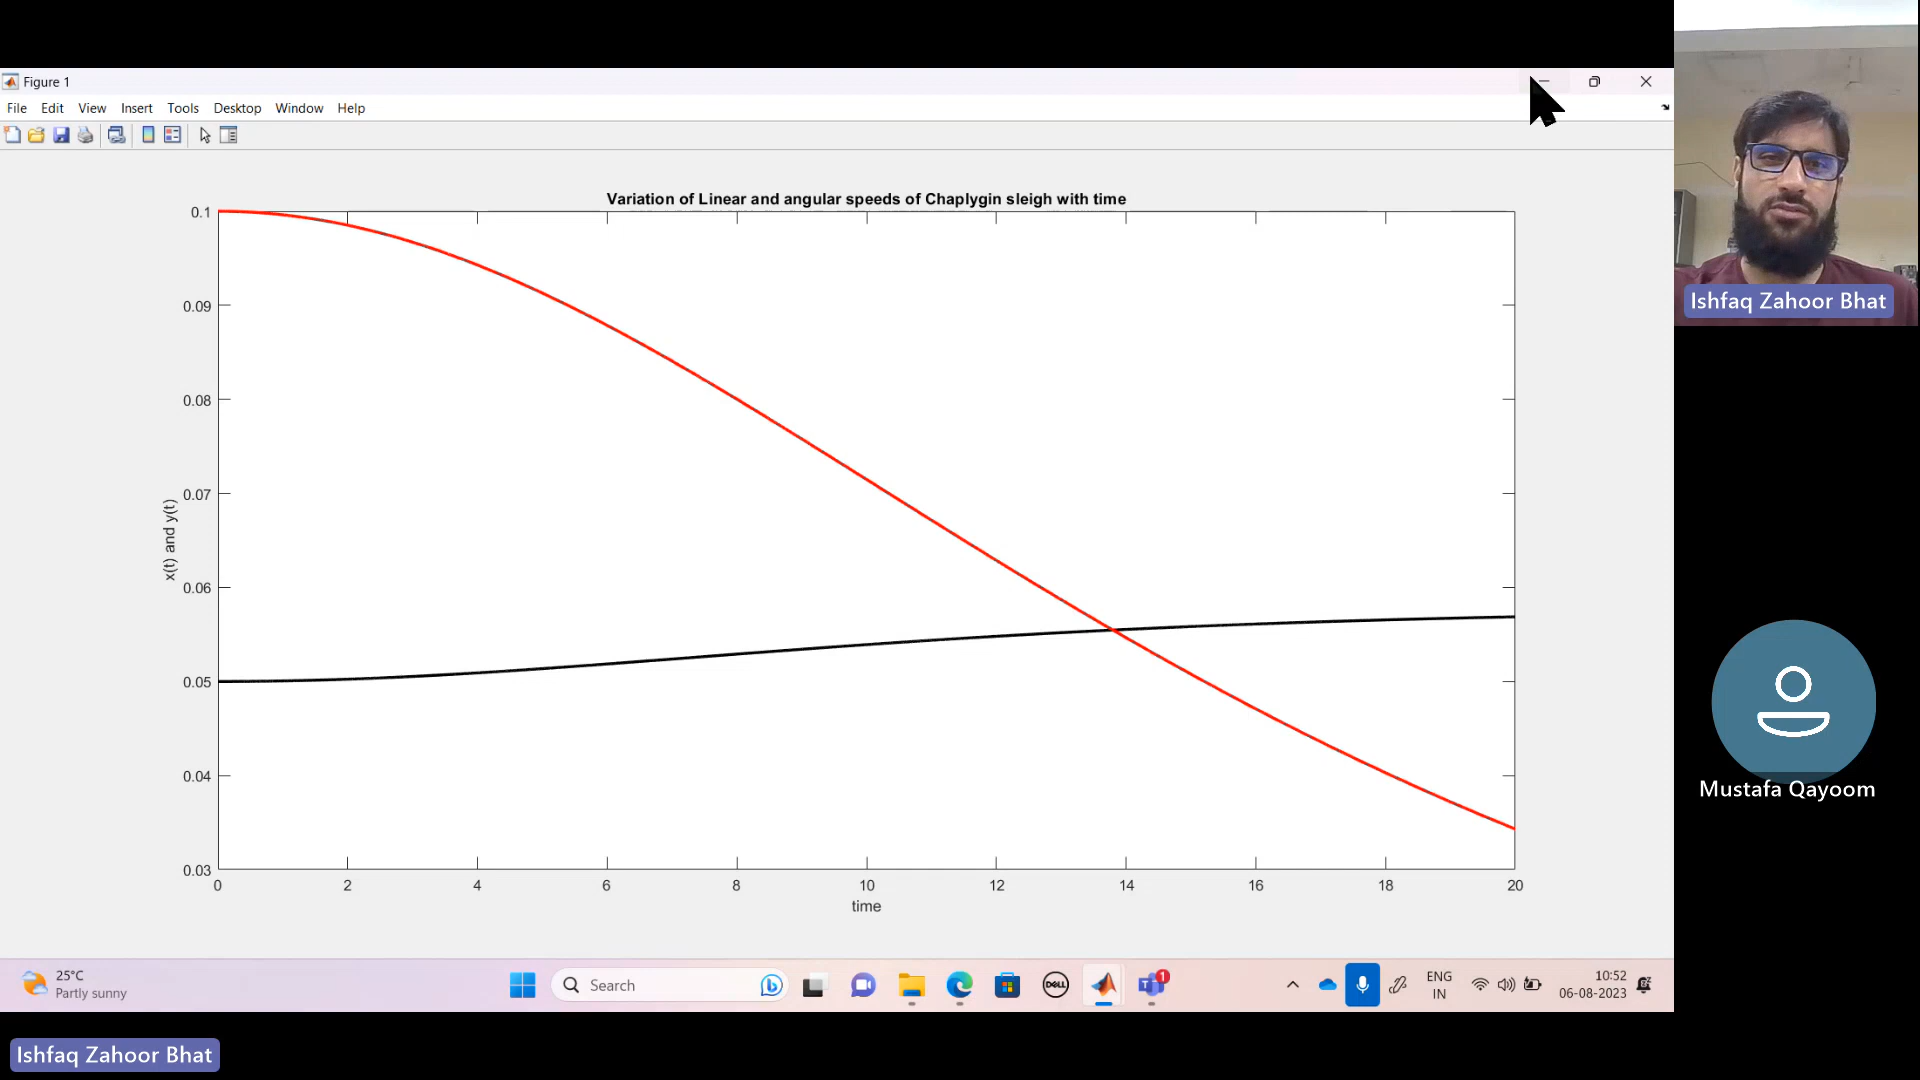 Figure 1
File Edit View Insert Tools Desktop Window Help
Variation of Linear and angular speeds of Chaplygin sleigh with time
0.1
0.09
0.08
0.07
0.06
0.05
0.04
0.03
x(t) and y(t)
0 2 4 6 8 10 12 14 16 18 20
time
Ishfaq Zahoor Bhat
Mustafa Qayoom
25°C
Partly sunny
Search
DELL
1
ENG
IN
10:52
06-08-2023
Ishfaq Zahoor Bhat